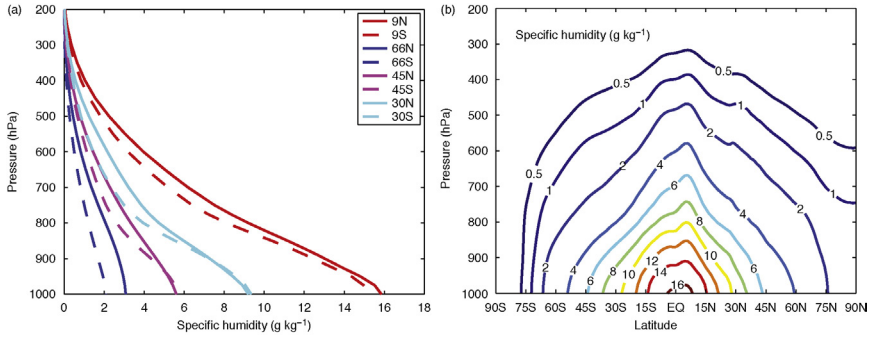 (a)
200
300
400
500
600
700
800
900
1000
Pressure (hPa)
0
2
4
6
8
10
12
14
16
18
Specific humidity (g kg⁻¹)
9N
9S
66N
66S
45N
45S
30N
30S
(b)
200
300
400
500
600
700
800
900
1000
Pressure (hPa)
Specific humidity (g kg⁻¹)
0.5
0.5
1
1
0.5
2
2
4
0.5
6
1
1
8
4
2
12
10
2
4
6
8
10
14
6
16
90S
75S
60S
45S
30S
15S
EQ
15N
30N
45N
60N
75N
90N
Latitude